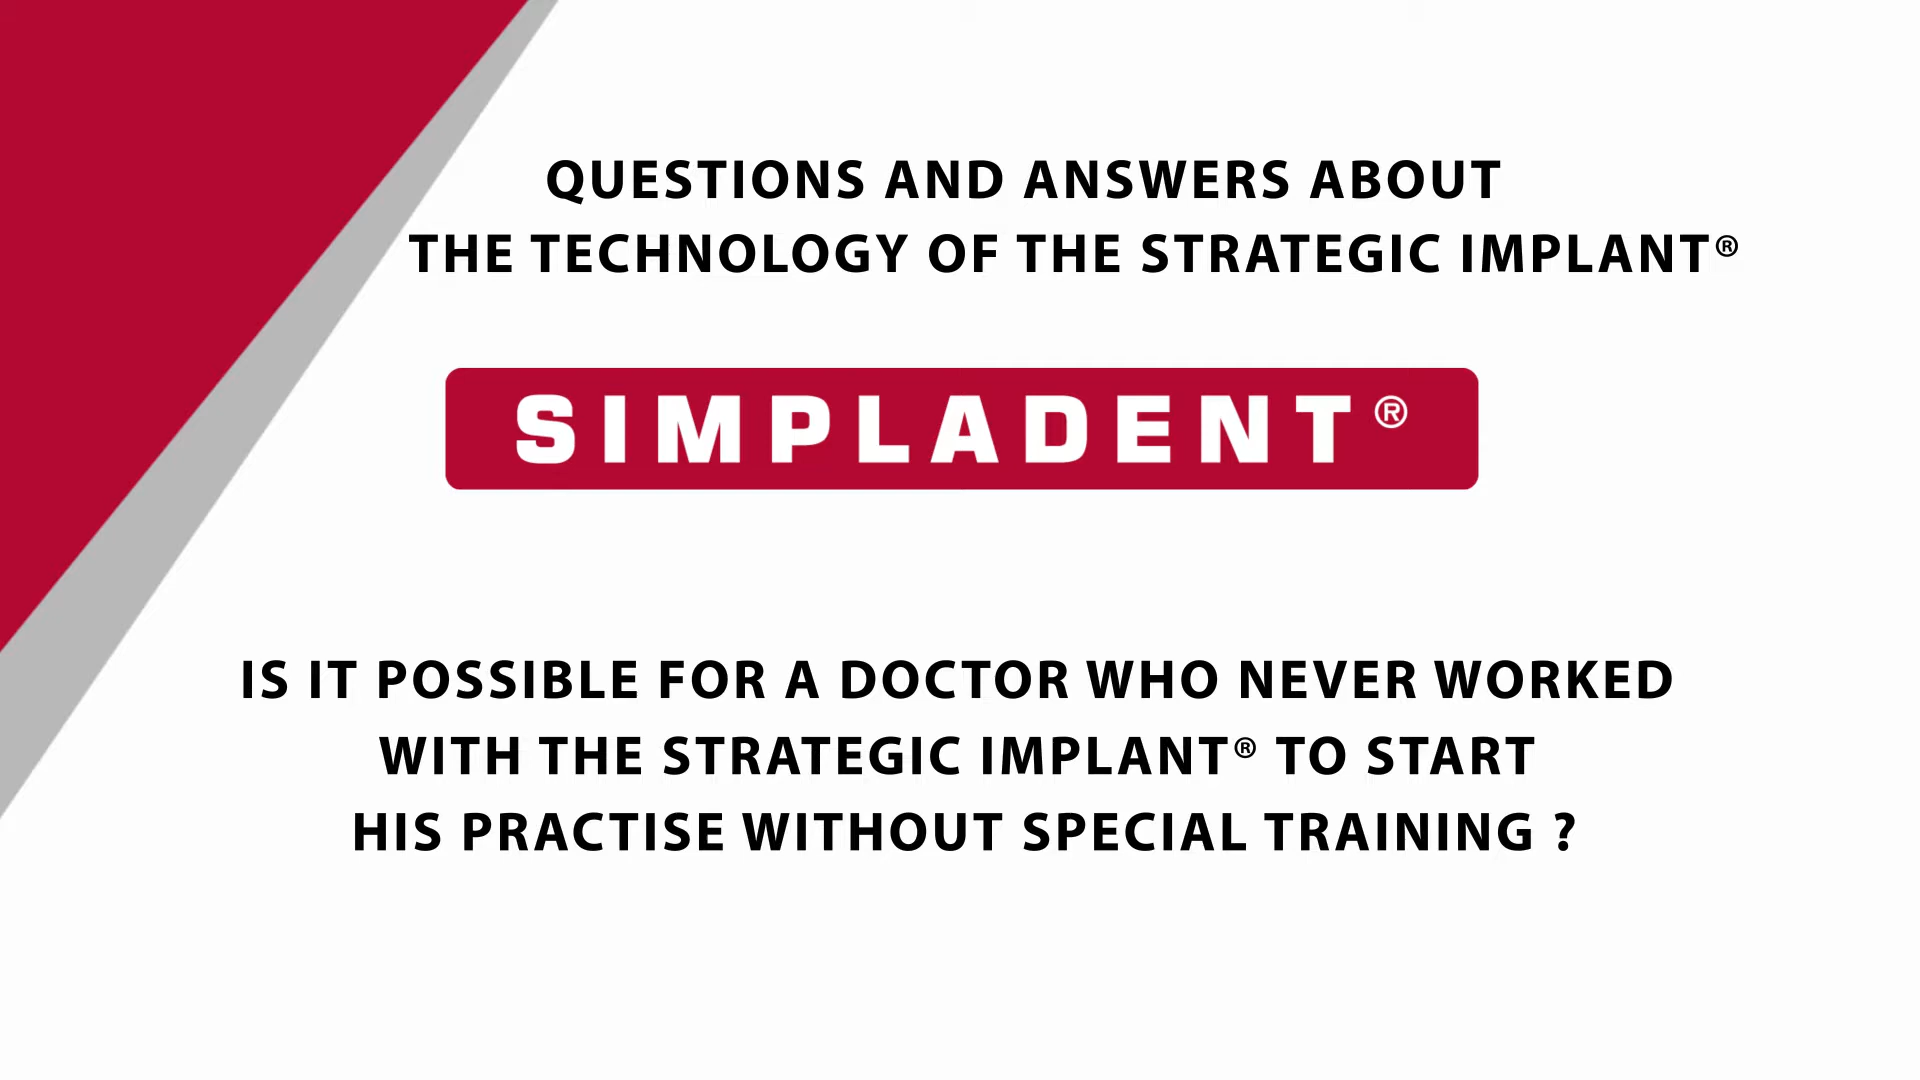 QUESTIONS AND ANSWERS ABOUT
THE TECHNOLOGY OF THE STRATEGIC IMPLANT®
SIMPLADENT®
IS IT POSSIBLE FOR A DOCTOR WHO NEVER WORKED
WITH THE STRATEGIC IMPLANT® TO START
HIS PRACTISE WITHOUT SPECIAL TRAINING ?